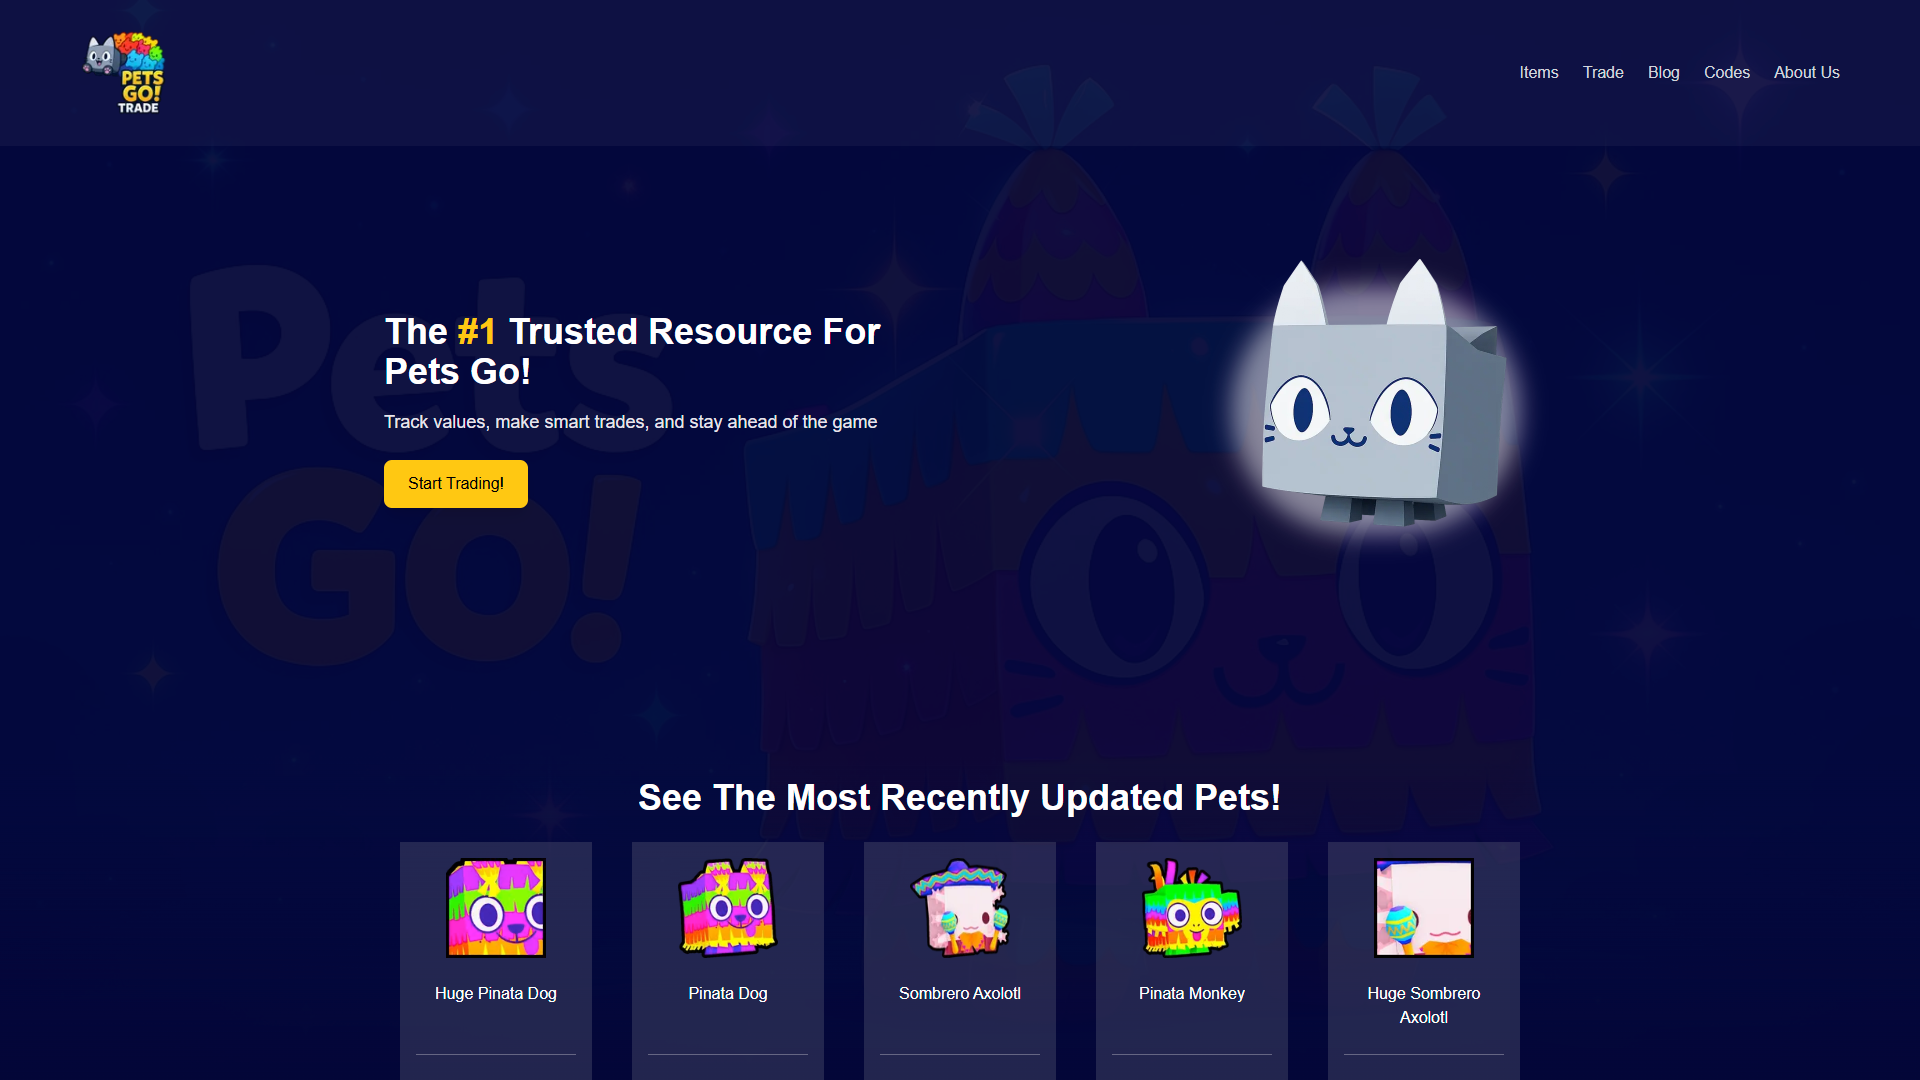 PETS
GO!
TRADE
Items
Trade
Blog
Codes
About Us
Pets
GO!
The #1 Trusted Resource For
Pets Go!
Track values, make smart trades, and stay ahead of the game
Start Trading!
See The Most Recently Updated Pets!
Huge Pinata Dog
Pinata Dog
Sombrero Axolotl
Pinata Monkey
Huge Sombrero
Axolotl